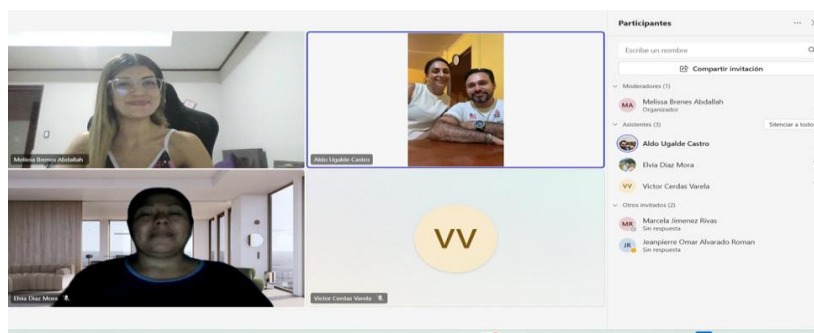 Participantes
Escribe un nombre
Compartir invitación
Moderadores (1)
MA
Melissa Brenes Abdallah
Organizador
Asistentes (3)
Silenciar a todos
Aldo Ugalde Castro
Elvia Diaz Mora
VV
Victor Cerdas Varela
Otros invitados (2)
MR
Marcela Jimenez Rivas
Sin respuesta
JR
Jeanpierre Omar Alvarado Roman
Sin respuesta
Melissa Brenes Abdallah
Aldo Ugalde Castro
VV
Elvia Diaz Mora
Victor Cerdas Varela